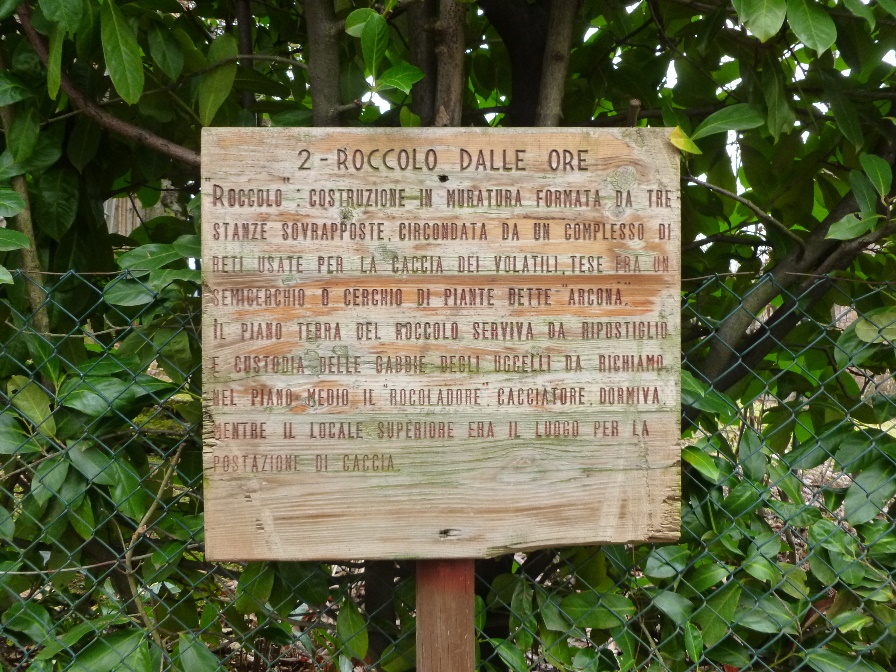 2 - ROCCOLO DALLE ORE
"ROCCOLO": COSTRUZIONE IN MURATURA FORMATA DA TRE
STANZE SOVRAPPOSTE, CIRCONDATA DA UN COMPLESSO DI
RETI USATE PER LA CACCIA DEI VOLATILI, TESE FRA UN
SEMICERCHIO O CERCHIO DI PIANTE DETTE "ARCONA".
IL PIANO TERRA DEL ROCCOLO SERVIVA DA RIPOSTIGLIO
E CUSTODIA DELLE GABBIE DEGLI UCCELLI DA RICHIAMO,
NEL PIANO MEDIO IL "ROCOLADORE", CACCIATORE, DORMIVA,
MENTRE IL LOCALE SUPERIORE ERA IL LUOGO PER LA
POSTAZIONE DI CACCIA.